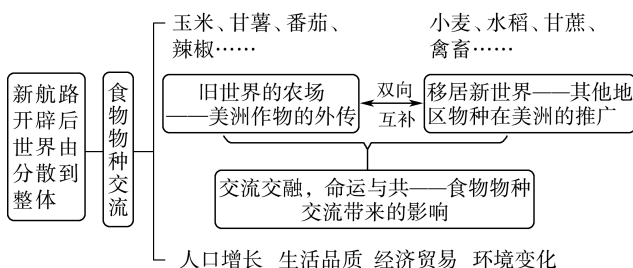 玉米、甘薯、番茄、
辣椒……
小麦、水稻、甘蔗、
禽畜……
新航路
开辟后
世界由
分散到
整体
食物物种交流
旧世界的农场
——美洲作物的外传
双向
互补
移居新世界——其他地
区物种在美洲的推广
交流交融，命运与共——食物物种
交流带来的影响
人口增长 生活品质 经济贸易 环境变化